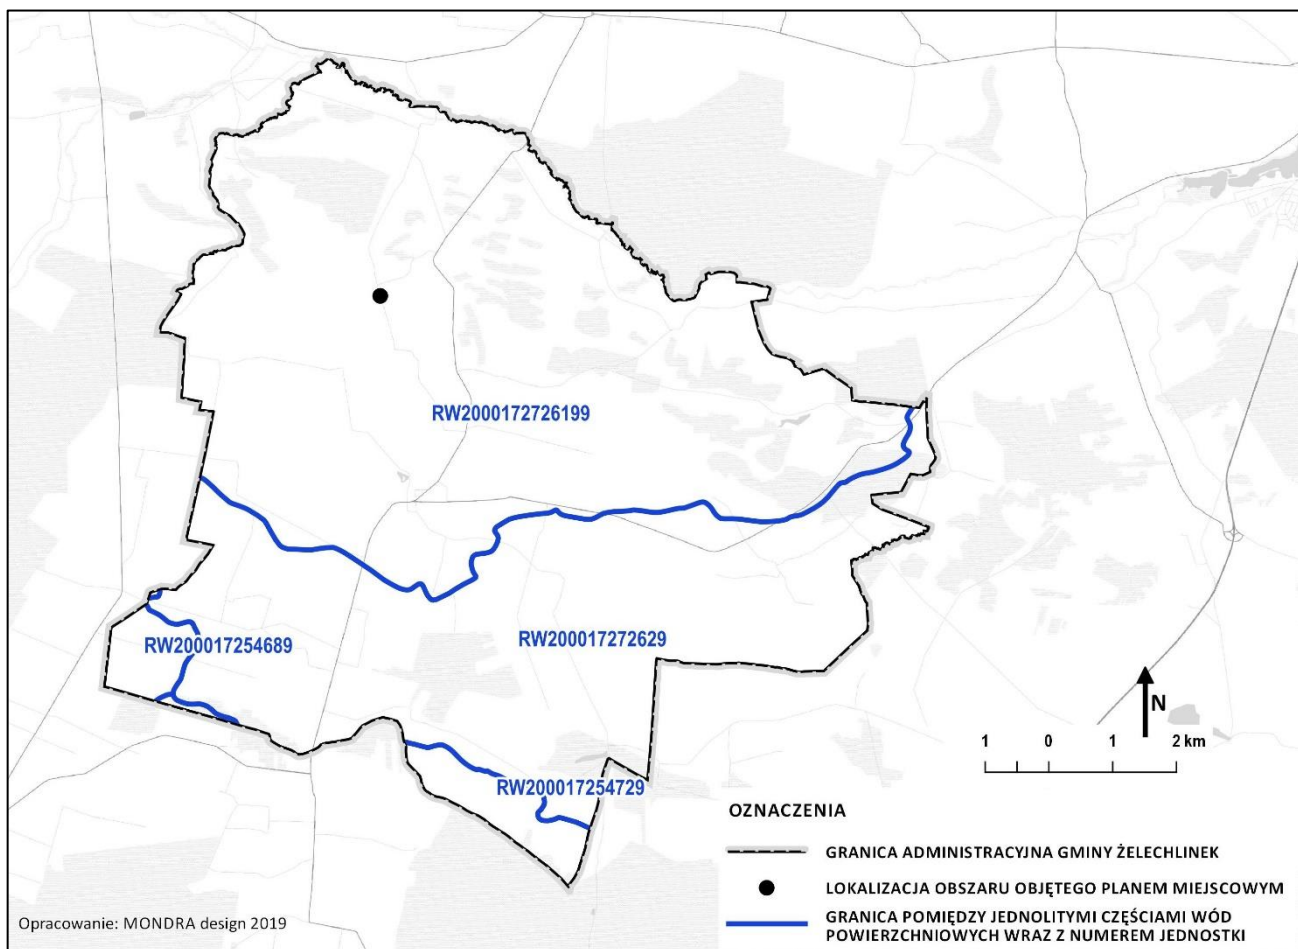 RW2000172726199
RW200017254689
RW200017272629
RW200017254729
N
1 0 1 2 km
OZNACZENIA
GRANICA ADMINISTRACYJNA GMINY ŻELECHLINEK
LOKALIZACJA OBSZARU OBJĘTEGO PLANEM MIEJSCOWYM
GRANICA POMIĘDZY JEDNOLITYMI CZĘŚCIAMI WÓD
POWIERZCHNIOWYCH WRAZ Z NUMEREM JEDNOSTKI
Opracowanie: MONDRA design 2019